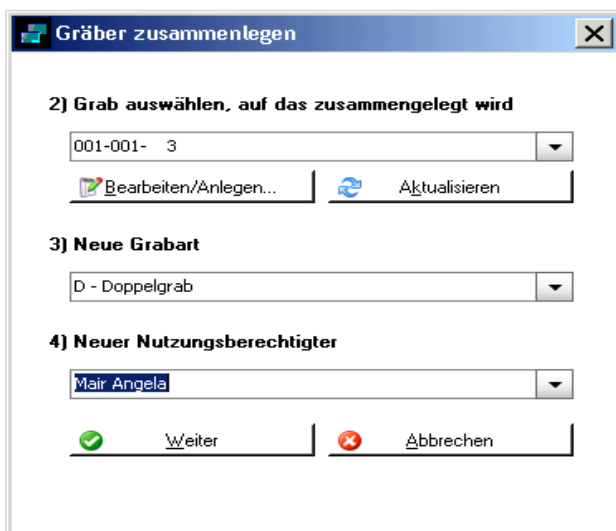 Gräber zusammenlegen
2) Grab auswählen, auf das zusammengelegt wird
001-001-    3
Bearbeiten/Anlegen... Aktualisieren
3) Neue Grabart
D - Doppelgrab
4) Neuer Nutzungsberechtigter
Mair Angela
Weiter Abbrechen